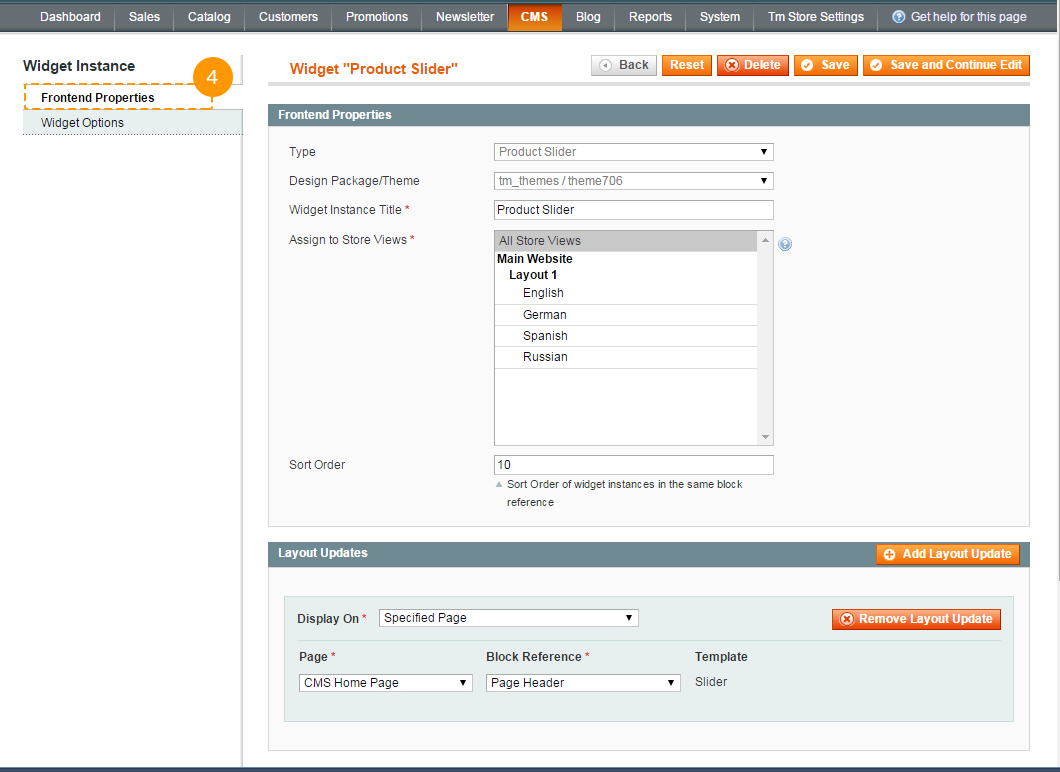 Dashboard Sales Catalog Customers Promotions Newsletter CMS Blog Reports System Tm Store Settings Get help for this page
Widget Instance
4
Frontend Properties
Widget Options
Widget "Product Slider"
Back Reset Delete Save Save and Continue Edit
Frontend Properties
Type Product Slider
Design Package/Theme tm_themes / theme706
Widget Instance Title * Product Slider
Assign to Store Views * All Store Views
Main Website
Layout 1
English
German
Spanish
Russian
Sort Order 10
Sort Order of widget instances in the same block
reference
Layout Updates Add Layout Update
Display On * Specified Page Remove Layout Update
Page * Block Reference * Template
CMS Home Page Page Header Slider